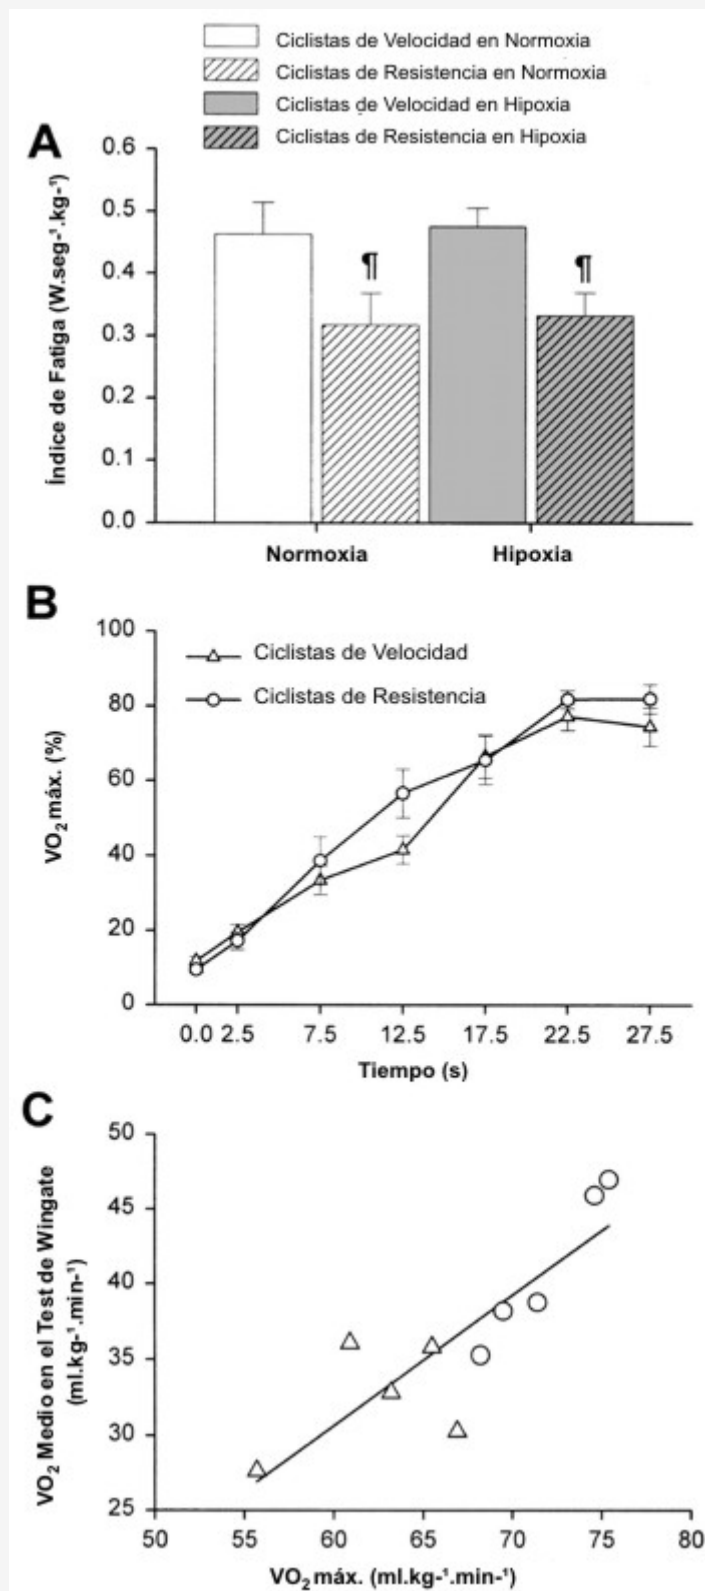 Ciclistas de Velocidad en Normoxia
Ciclistas de Resistencia en Normoxia
Ciclistas de Velocidad en Hipoxia
Ciclistas de Resistencia en Hipoxia
A
Índice de Fatiga (W.seg-¹.kg-¹)
0.6
0.5
0.4
0.3
0.2
0.1
0.0
¶
¶
Normoxia
Hipoxia
B
VO₂ máx. (%)
100
80
60
40
20
0
Ciclistas de Velocidad
Ciclistas de Resistencia
0.0 2.5 7.5 12.5 17.5 22.5 27.5
Tiempo (s)
C
VO₂ Medio en el Test de Wingate
(ml.kg-¹.min-¹)
50
45
40
35
30
25
50 55 60 65 70 75 80
VO₂ máx. (ml.kg-¹.min-¹)